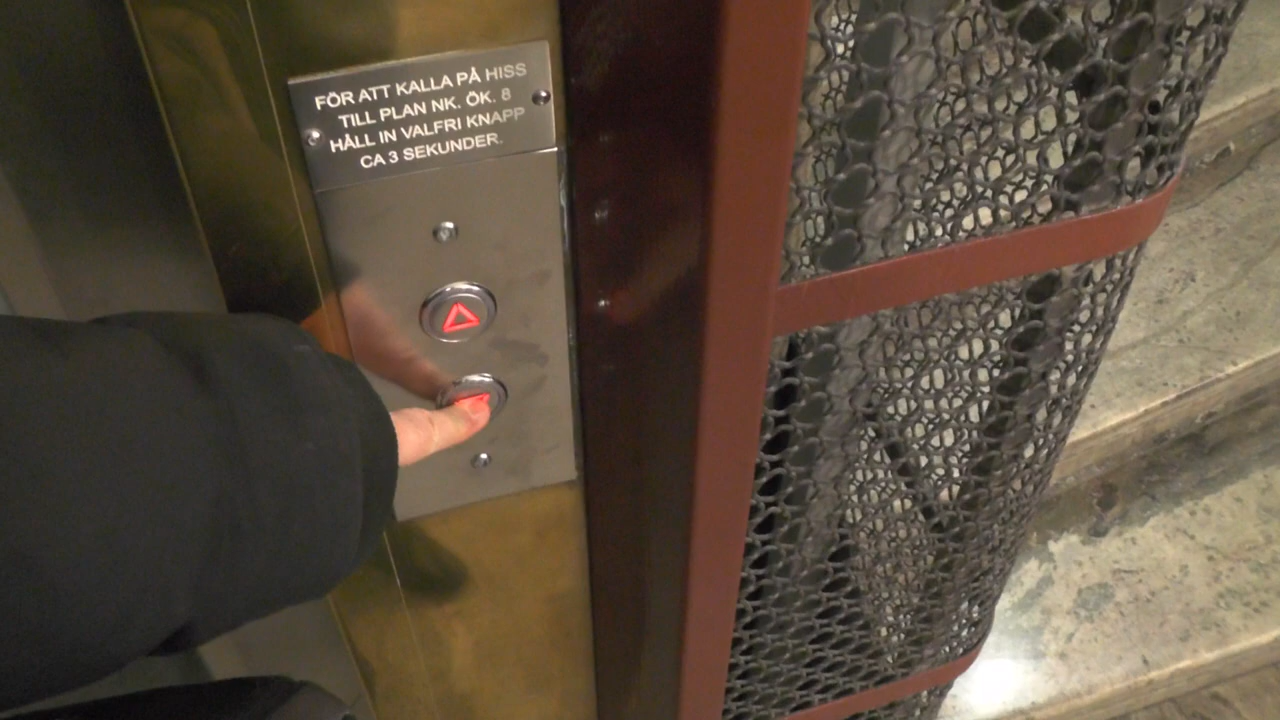 FÖR ATT KALLA PÅ HISS
TILL PLAN NK. ÖK. 8
HÅLL IN VALFRI KNAPP
CA 3 SEKUNDER.